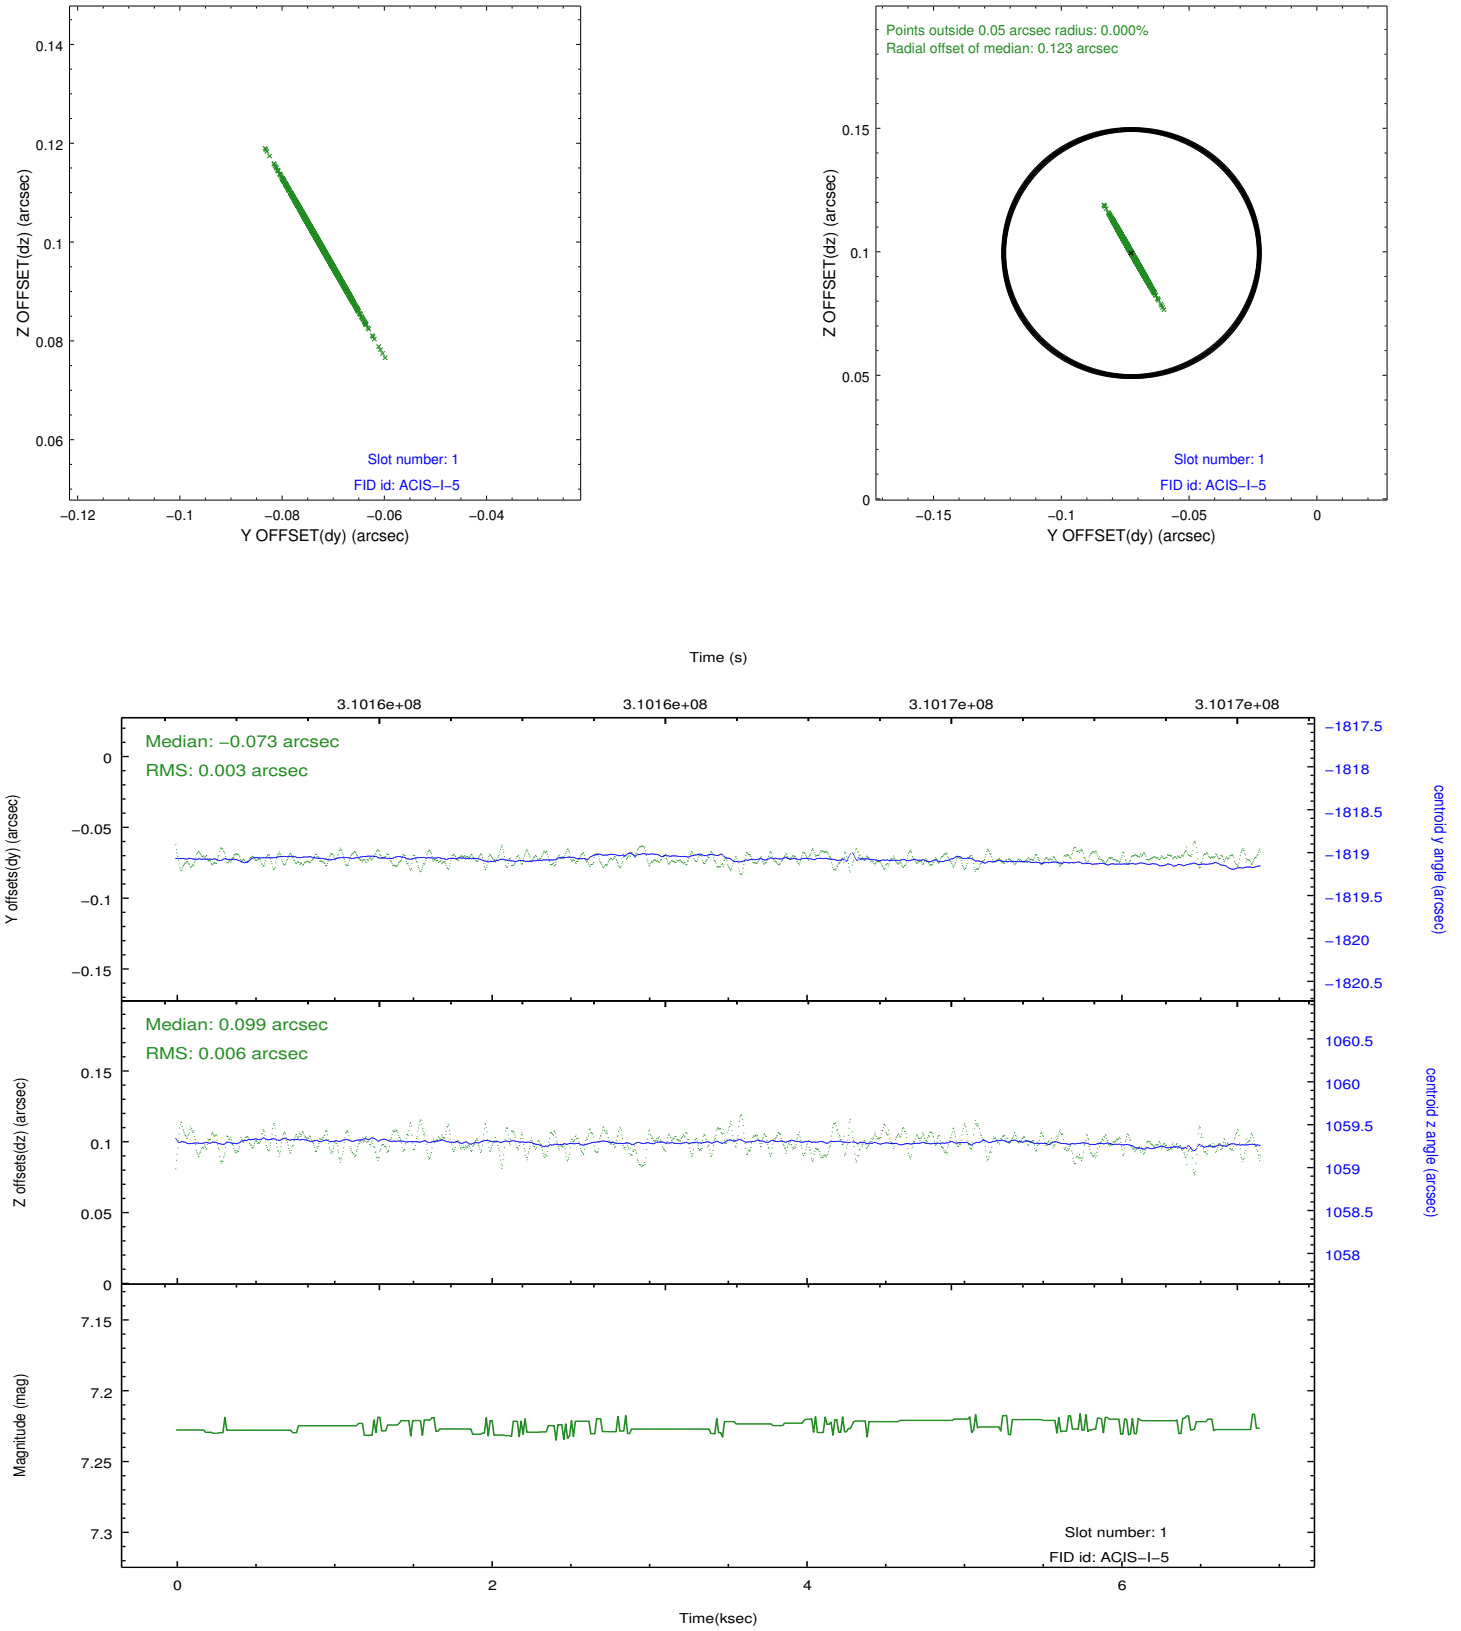 0.14
0.12
0.1
0.08
0.06
Z OFFSET(dz) (arcsec)
Slot number: 1
FID id: ACIS−I−5
−0.12 −0.1 −0.08 −0.06 −0.04
Y OFFSET(dy) (arcsec)
Points outside 0.05 arcsec radius: 0.000%
Radial offset of median: 0.123 arcsec
0.15
0.1
0.05
0
Z OFFSET(dz) (arcsec)
Slot number: 1
FID id: ACIS−I−5
−0.15 −0.1 −0.05 0
Y OFFSET(dy) (arcsec)
Time (s)
3.1016e+08 3.1016e+08 3.1017e+08 3.1017e+08
Median: −0.073 arcsec
RMS: 0.003 arcsec
0
−0.05
−0.1
−0.15
Y offsets(dy) (arcsec)
−1817.5
−1818
−1818.5
−1819
−1819.5
−1820
−1820.5
centroid y angle (arcsec)
Median: 0.099 arcsec
RMS: 0.006 arcsec
0.15
0.1
0.05
0
Z offsets(dz) (arcsec)
1060.5
1060
1059.5
1059
1058.5
1058
centroid z angle (arcsec)
7.15
7.2
7.25
7.3
Magnitude (mag)
Slot number: 1
FID id: ACIS−I−5
0 2 4 6
Time(ksec)